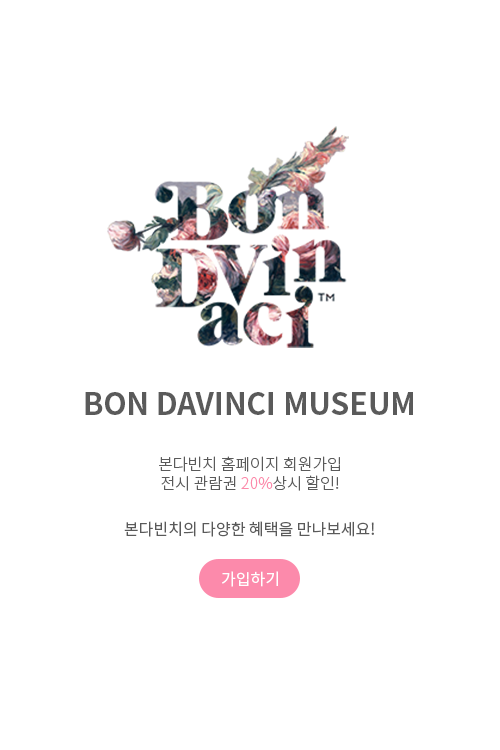 Bon
DVin
aci™
BON DAVINCI MUSEUM
본다빈치 홈페이지 회원가입
전시 관람권 20%상시 할인!
본다빈치의 다양한 혜택을 만나보세요!
가입하기